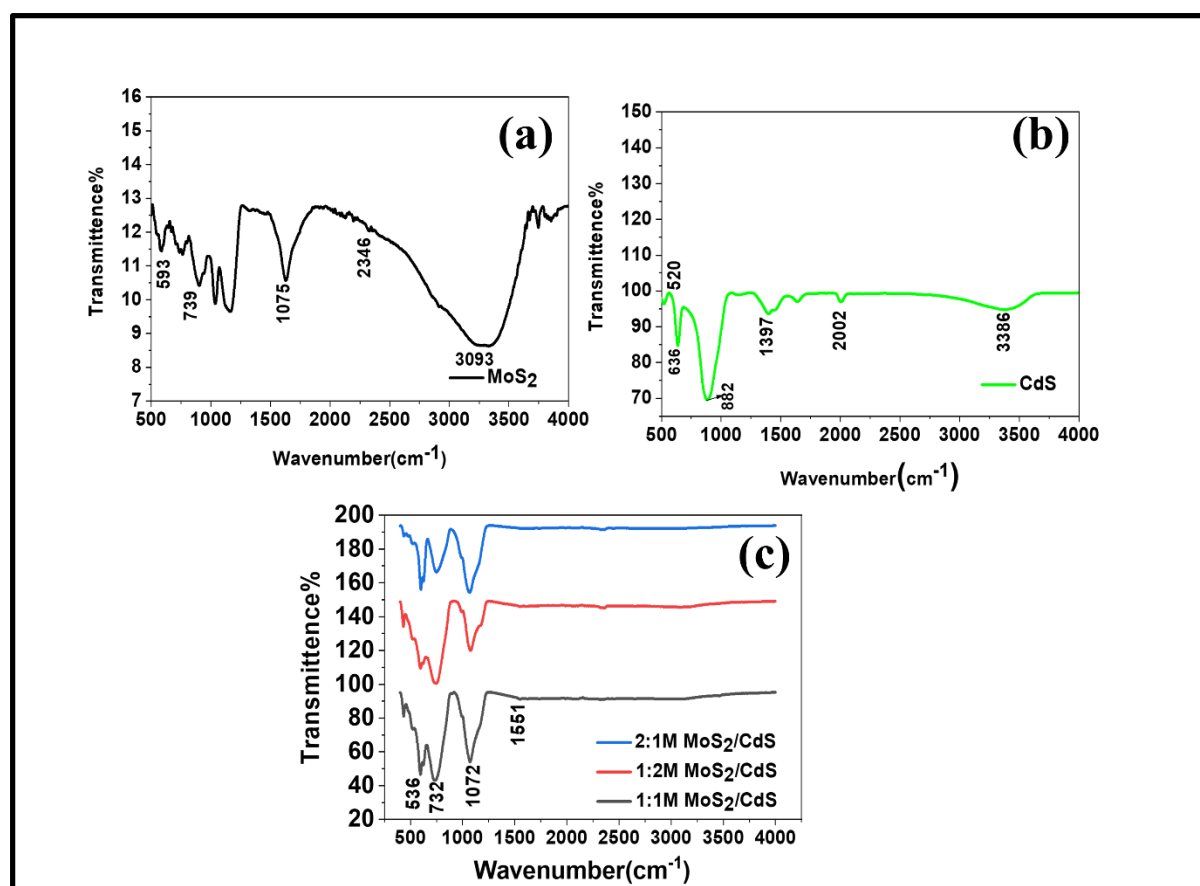 (a)
16
15
14
13
12
11
10
9
8
7
Transmittence%
593
739
1075
2346
3093
MoS2
500 1000 1500 2000 2500 3000 3500 4000
Wavenumber(cm-1)
(b)
150
140
130
120
110
100
90
80
70
Transmittence%
520
636
882
1397
2002
3386
CdS
500 1000 1500 2000 2500 3000 3500 4000
Wavenumber(cm-1)
(c)
200
180
160
140
120
100
80
60
40
20
Transmittence%
536
732
1072
1551
2:1M MoS2/CdS
1:2M MoS2/CdS
1:1M MoS2/CdS
500 1000 1500 2000 2500 3000 3500 4000
Wavenumber(cm-1)